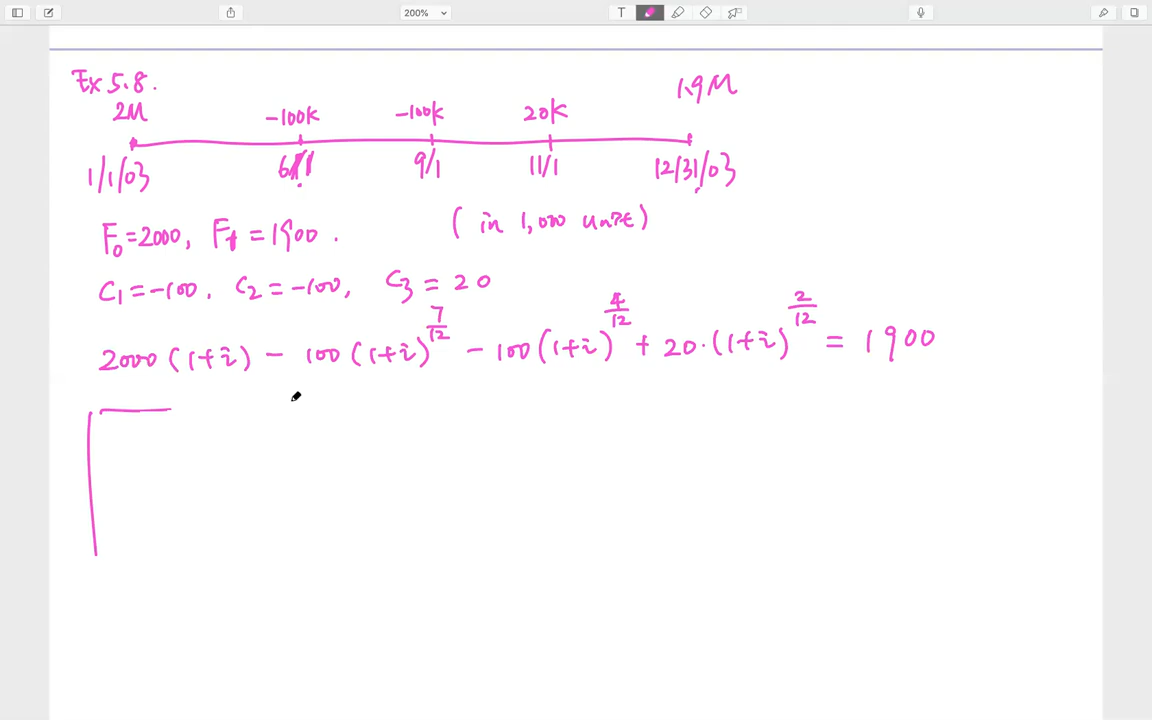 200%
T
Ex 5.8.
2M -100K -100K 20K 1.9M
1/1/03 6/1 9/1 11/1 12/31/03
F₀=2000, F₁=1900. (in 1,000 unit)
C₁=-100, C₂=-100, C₃=20
2000(1+i) - 100(1+i)^(7/12) - 100(1+i)^(4/12) + 20·(1+i)^(2/12) = 1900